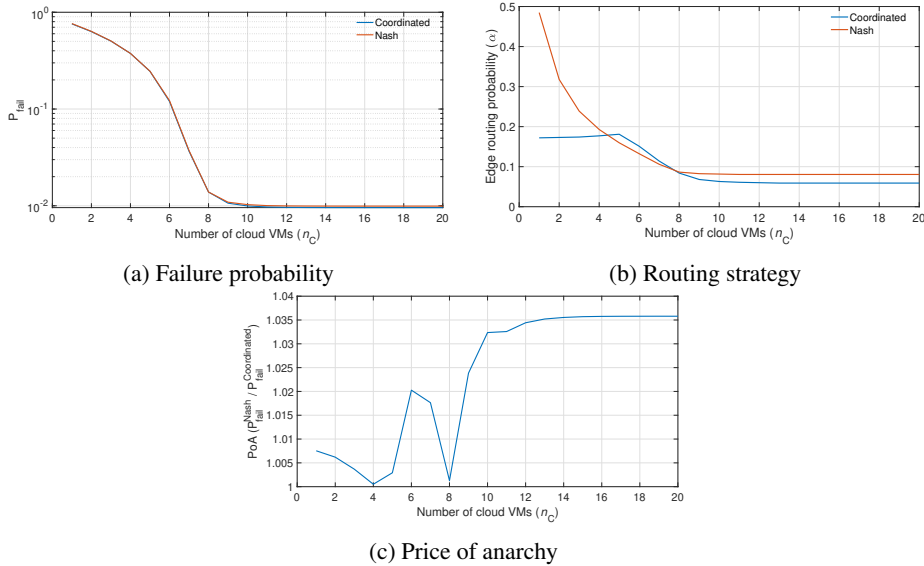 10^0
10^-1
10^-2
P_fail
0 2 4 6 8 10 12 14 16 18 20
Number of cloud VMs (n_C)
Coordinated
Nash
(a) Failure probability
0.5
0.4
0.3
0.2
0.1
0
Edge routing probability (α)
0 2 4 6 8 10 12 14 16 18 20
Number of cloud VMs (n_C)
Coordinated
Nash
(b) Routing strategy
1.04
1.035
1.03
1.025
1.02
1.015
1.01
1.005
1
PoA (P_fail^Nash / P_fail^Coordinated)
0 2 4 6 8 10 12 14 16 18 20
Number of cloud VMs (n_C)
(c) Price of anarchy